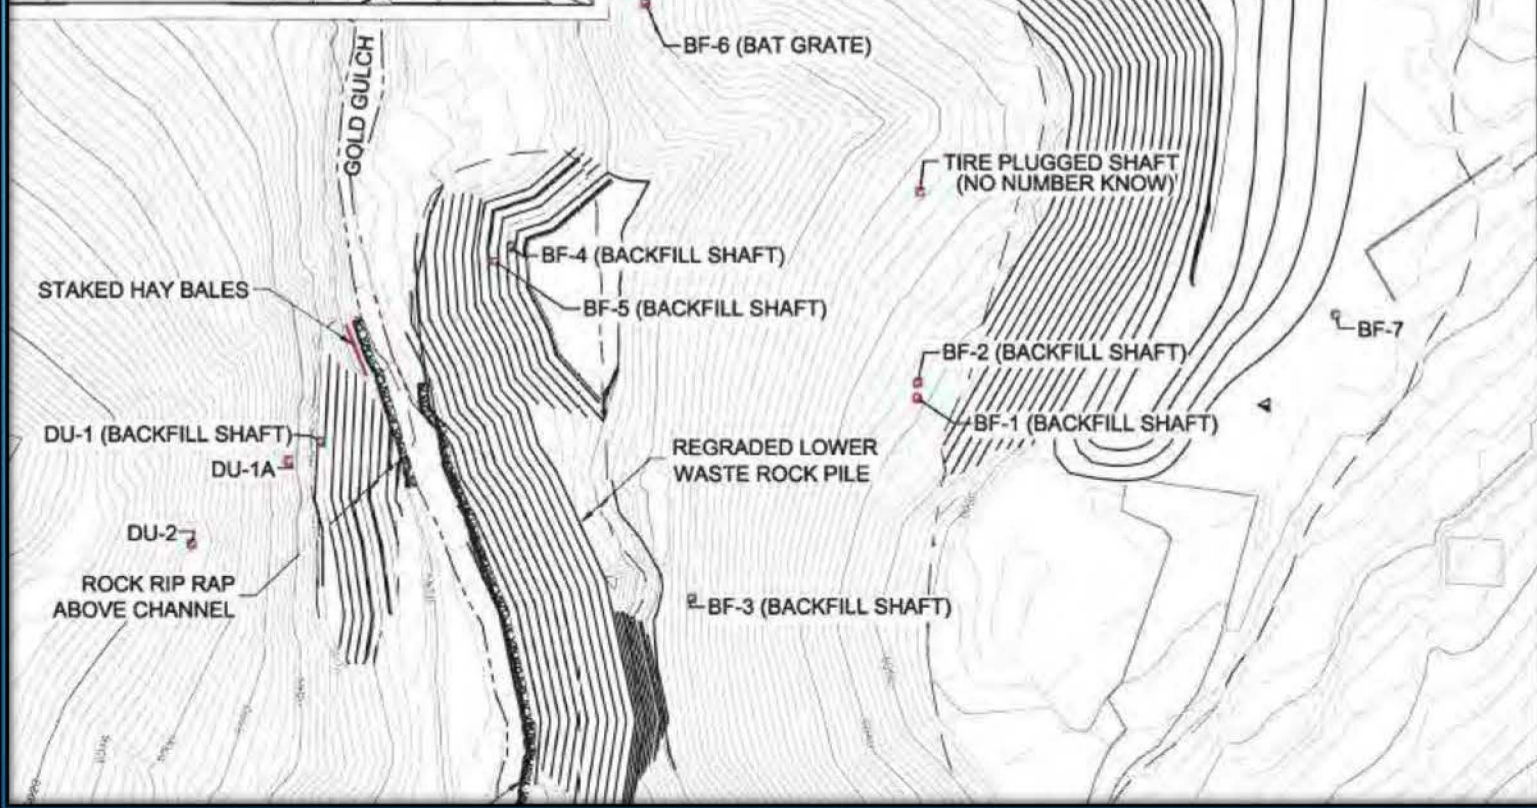 BF-6 (BAT GRATE)
GOLD GULCH
TIRE PLUGGED SHAFT
(NO NUMBER KNOW)
BF-4 (BACKFILL SHAFT)
STAKED HAY BALES
BF-5 (BACKFILL SHAFT)
BF-7
BF-2 (BACKFILL SHAFT)
BF-1 (BACKFILL SHAFT)
DU-1 (BACKFILL SHAFT)
REGRADED LOWER
WASTE ROCK PILE
DU-1A
DU-2
ROCK RIP RAP
ABOVE CHANNEL
BF-3 (BACKFILL SHAFT)